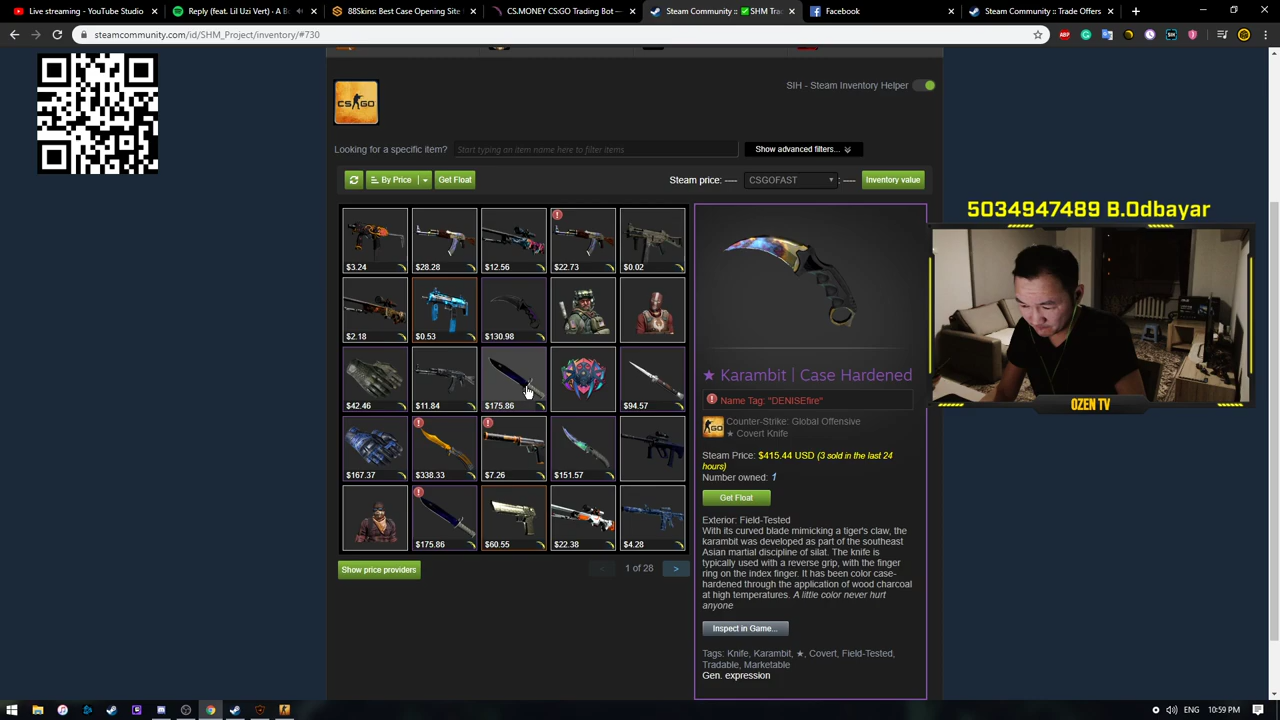 Live streaming - YouTube Studio
Reply (feat. Lil Uzi Vert) - A B
88Skins: Best Case Opening Site
CS.MONEY CS:GO Trading Bot —
Steam Community :: ✅ SHM Tra
Facebook
Steam Community :: Trade Offers
steamcommunity.com/id/SHM_Project/inventory/#730
CS GO
SIH - Steam Inventory Helper
Looking for a specific item?
Start typing an item name here to filter items
Show advanced filters...
By Price
Get Float
Steam price: ----
CSGOFAST
: ----
Inventory value
$3.24
$28.28
$12.56
$22.73
$0.02
$2.18
$0.53
$130.98
$42.46
$11.84
$175.86
$94.57
$167.37
$338.33
$7.26
$151.57
$175.86
$60.55
$22.38
$4.28
Show price providers
<
1 of 28
>
★ Karambit | Case Hardened
Name Tag: "DENISEfire"
Counter-Strike: Global Offensive
★ Covert Knife
Steam Price: $415.44 USD (3 sold in the last 24
hours)
Number owned: 1
Get Float
Exterior: Field-Tested
With its curved blade mimicking a tiger's claw, the
karambit was developed as part of the southeast
Asian martial discipline of silat. The knife is
typically used with a reverse grip, with the finger
ring on the index finger. It has been color case-
hardened through the application of wood charcoal
at high temperatures. A little color never hurt
anyone
Inspect in Game...
Tags: Knife, Karambit, ★, Covert, Field-Tested,
Tradable, Marketable
Gen. expression
5034947489 B.Odbayar
OZEN TV
ENG
10:59 PM